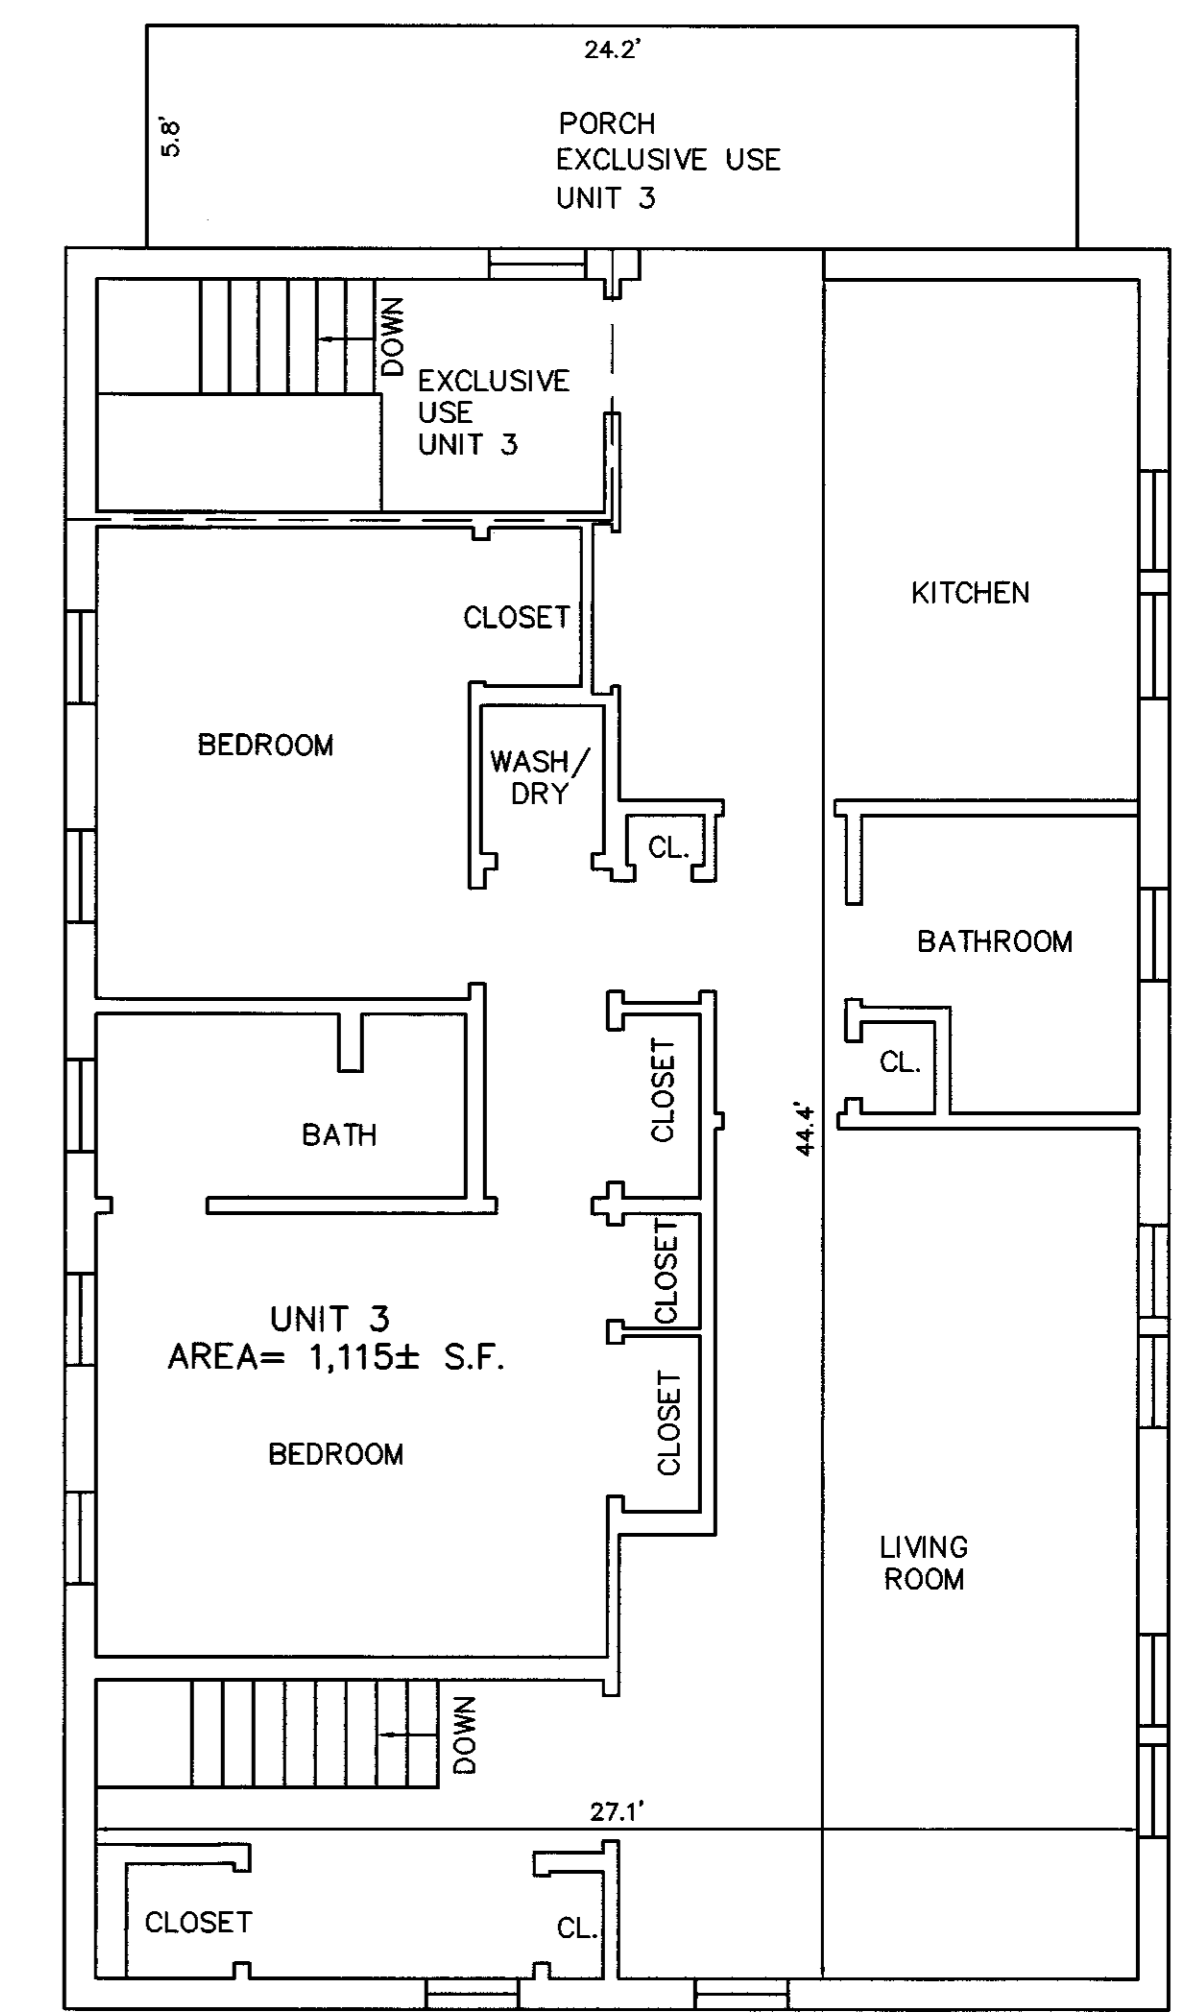 24.2'
5.8'
PORCH
EXCLUSIVE USE
UNIT 3
DOWN
EXCLUSIVE
USE
UNIT 3
KITCHEN
CLOSET
BEDROOM
WASH/
DRY
CL.
BATHROOM
CLOSET
CL.
44.4'
BATH
CLOSET
UNIT 3
AREA= 1,115± S.F.
CLOSET
BEDROOM
LIVING
ROOM
DOWN
27.1'
CLOSET
CL.